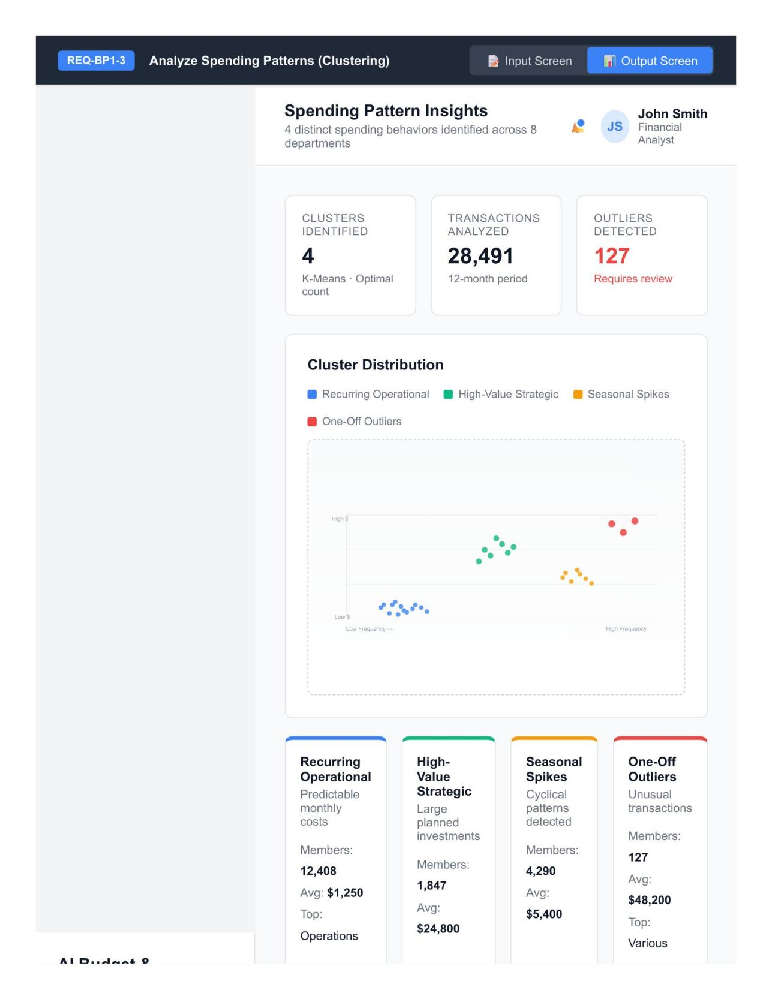 REQ-BP1-3 Analyze Spending Patterns (Clustering) Input Screen Output Screen
Spending Pattern Insights
4 distinct spending behaviors identified across 8
departments
JS
John Smith
Financial
Analyst
CLUSTERS
IDENTIFIED
4
K-Means · Optimal
count
TRANSACTIONS
ANALYZED
28,491
12-month period
OUTLIERS
DETECTED
127
Requires review
Cluster Distribution
Recurring Operational High-Value Strategic Seasonal Spikes
One-Off Outliers
High $
Low $
Low Frequency → High Frequency
Recurring
Operational
Predictable
monthly
costs
Members:
12,408
Avg: $1,250
Top:
Operations
High-
Value
Strategic
Large
planned
investments
Members:
1,847
Avg:
$24,800
Seasonal
Spikes
Cyclical
patterns
detected
Members:
4,290
Avg:
$5,400
One-Off
Outliers
Unusual
transactions
Members:
127
Avg:
$48,200
Top:
Various
AI Budget &